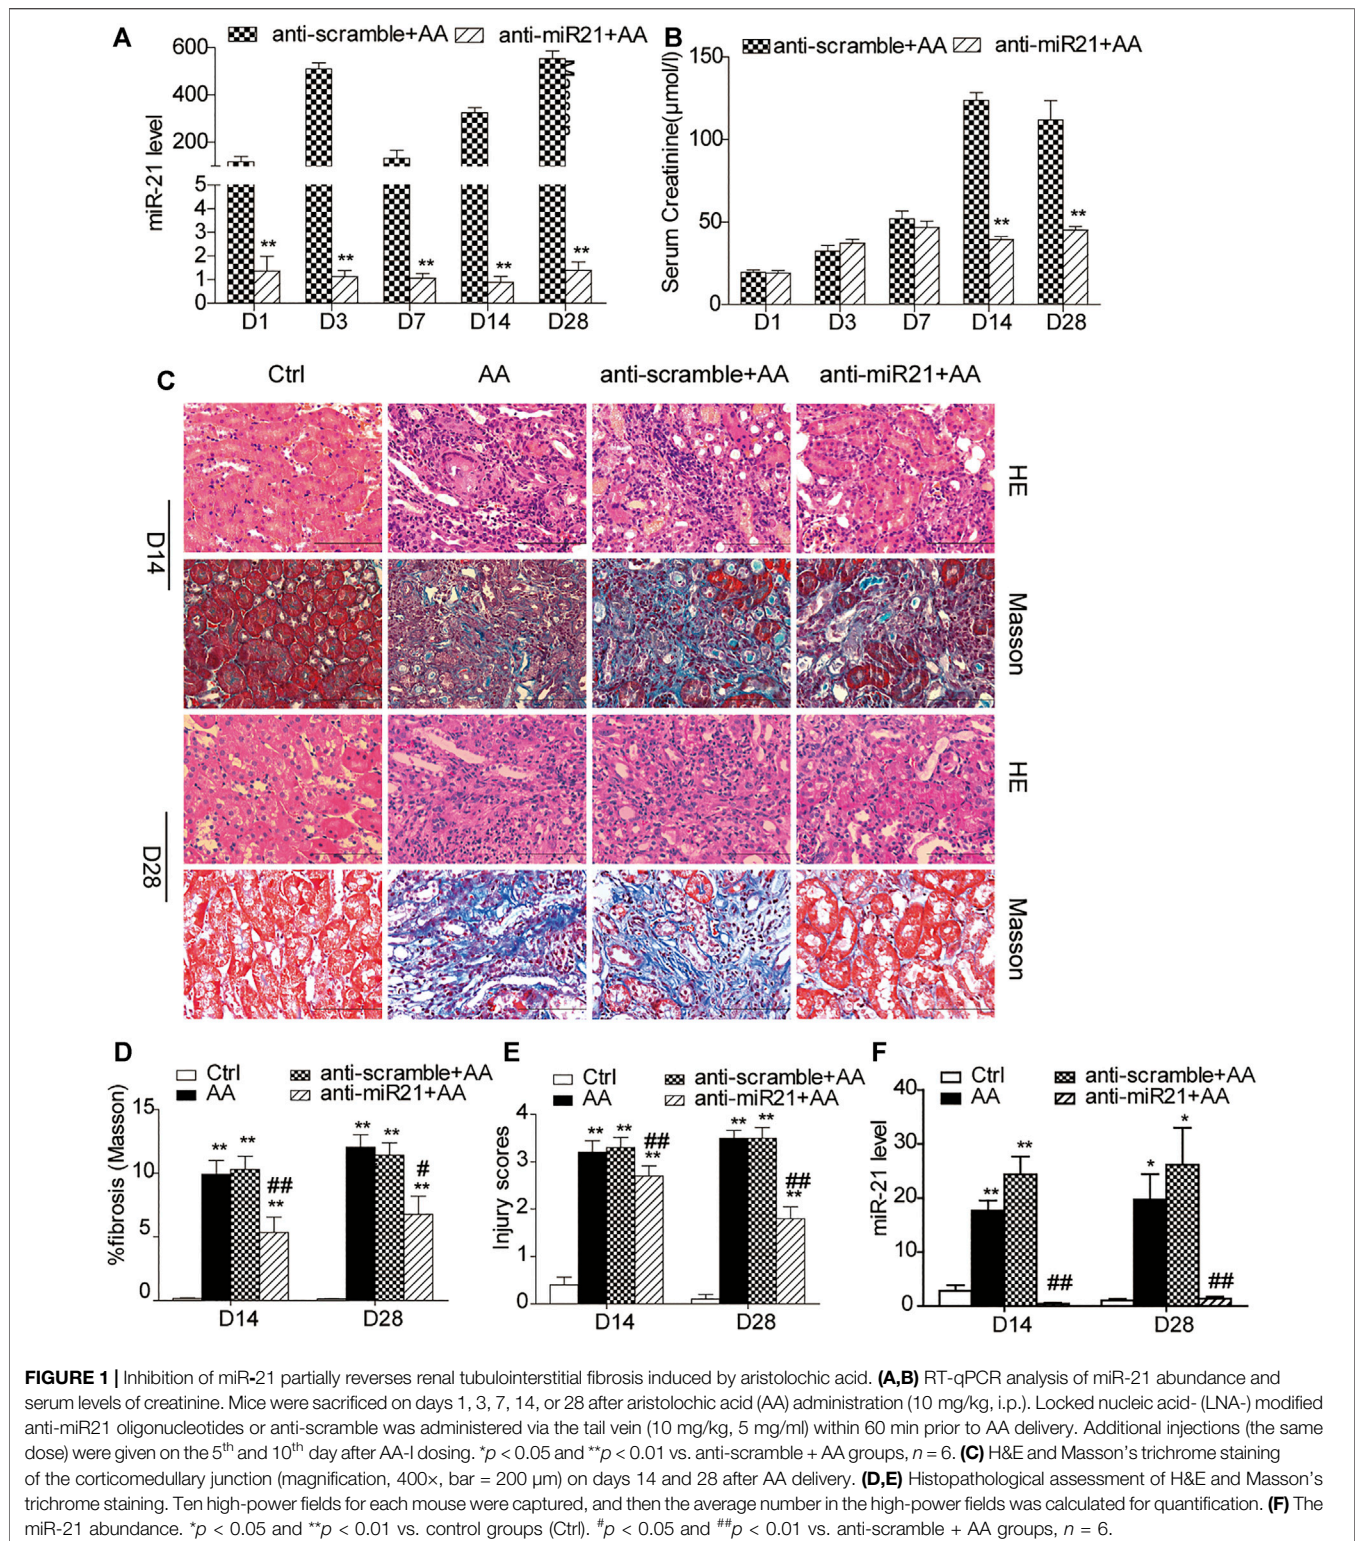 A
anti-scramble+AA
anti-miR21+AA
miR-21 level
600
400
200
5
4
3
2
1
0
Masson
**
**
**
**
**
D1
D3
D7
D14
D28
B
anti-scramble+AA
anti-miR21+AA
Serum Creatinine(μmol/l)
150
100
50
0
**
**
D1
D3
D7
D14
D28
C
Ctrl
AA
anti-scramble+AA
anti-miR21+AA
D14
HE
Masson
D28
HE
Masson
D
Ctrl
AA
anti-scramble+AA
anti-miR21+AA
%fibrosis (Masson)
15
10
5
0
**
**
##
**
**
**
#
**
D14
D28
E
Ctrl
AA
anti-scramble+AA
anti-miR21+AA
Injury scores
4
3
2
1
0
**
**
##
**
**
**
##
**
D14
D28
F
Ctrl
AA
anti-scramble+AA
anti-miR21+AA
miR-21 level
40
30
20
10
0
**
**
##
*
*
##
D14
D28
FIGURE 1 | Inhibition of miR-21 partially reverses renal tubulointerstitial fibrosis induced by aristolochic acid. (A,B) RT-qPCR analysis of miR-21 abundance and
serum levels of creatinine. Mice were sacrificed on days 1, 3, 7, 14, or 28 after aristolochic acid (AA) administration (10 mg/kg, i.p.). Locked nucleic acid- (LNA-) modified
anti-miR21 oligonucleotides or anti-scramble was administered via the tail vein (10 mg/kg, 5 mg/ml) within 60 min prior to AA delivery. Additional injections (the same
dose) were given on the 5th and 10th day after AA-I dosing. *p < 0.05 and **p < 0.01 vs. anti-scramble + AA groups, n = 6. (C) H&E and Masson's trichrome staining
of the corticomedullary junction (magnification, 400×, bar = 200 μm) on days 14 and 28 after AA delivery. (D,E) Histopathological assessment of H&E and Masson's
trichrome staining. Ten high-power fields for each mouse were captured, and then the average number in the high-power fields was calculated for quantification. (F) The
miR-21 abundance. *p < 0.05 and **p < 0.01 vs. control groups (Ctrl). #p < 0.05 and ##p < 0.01 vs. anti-scramble + AA groups, n = 6.